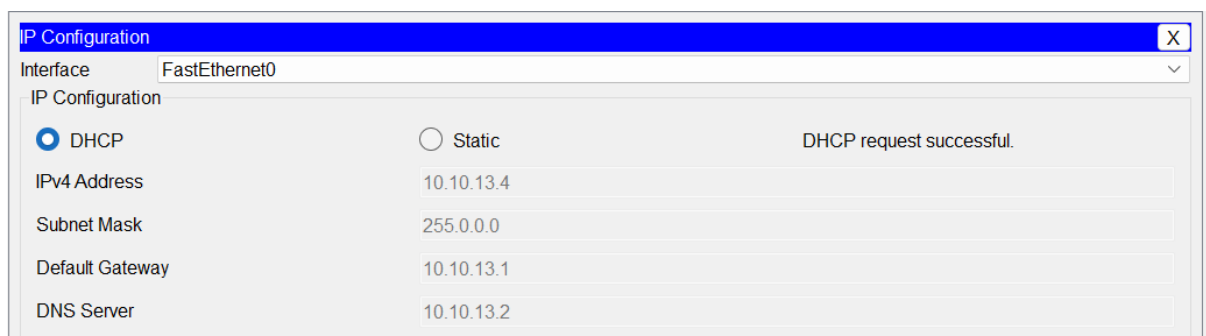 IP Configuration X
Interface FastEthernet0
IP Configuration
DHCP Static DHCP request successful.
IPv4 Address 10.10.13.4
Subnet Mask 255.0.0.0
Default Gateway 10.10.13.1
DNS Server 10.10.13.2